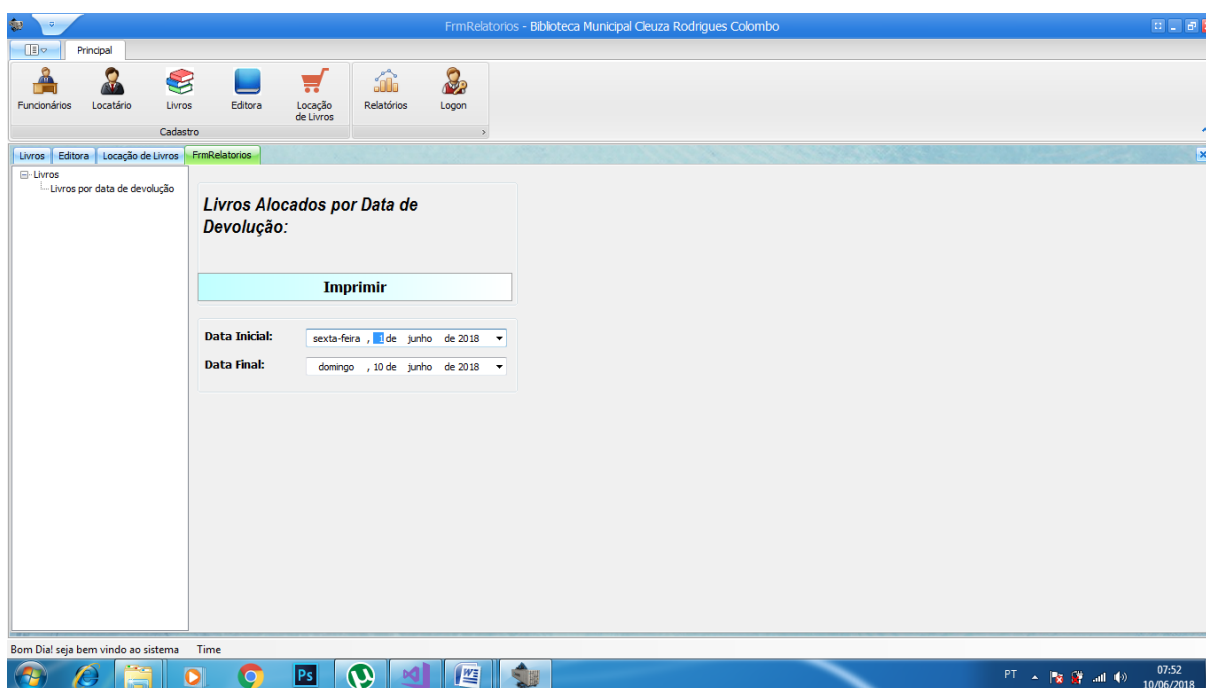 FrmRelatorios - Biblioteca Municipal Cleuza Rodrigues Colombo
Principal
Funcionários Locatário Livros Editora Locação de Livros Relatórios Logon
Cadastro
Livros Editora Locação de Livros FrmRelatorios
Livros
Livros por data de devolução
Livros Alocados por Data de
Devolução:
Imprimir
Data Inicial: sexta-feira , 1 de junho de 2018
Data Final: domingo , 10 de junho de 2018
Bom Dia! seja bem vindo ao sistema Time
Ps W PT 07:52
10/06/2018